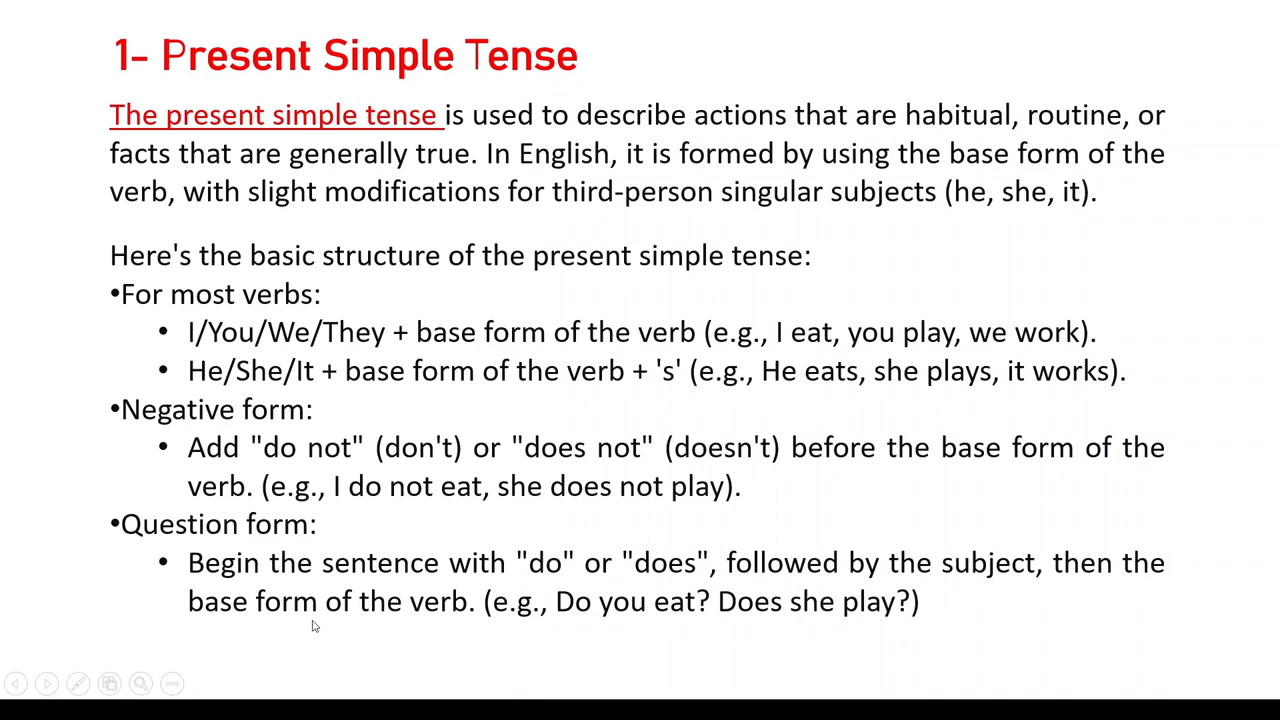 1- Present Simple Tense
The present simple tense is used to describe actions that are habitual, routine, or
facts that are generally true. In English, it is formed by using the base form of the
verb, with slight modifications for third-person singular subjects (he, she, it).
Here's the basic structure of the present simple tense:
•For most verbs:
• I/You/We/They + base form of the verb (e.g., I eat, you play, we work).
• He/She/It + base form of the verb + 's' (e.g., He eats, she plays, it works).
•Negative form:
• Add "do not" (don't) or "does not" (doesn't) before the base form of the
verb. (e.g., I do not eat, she does not play).
•Question form:
• Begin the sentence with "do" or "does", followed by the subject, then the
base form of the verb. (e.g., Do you eat? Does she play?)